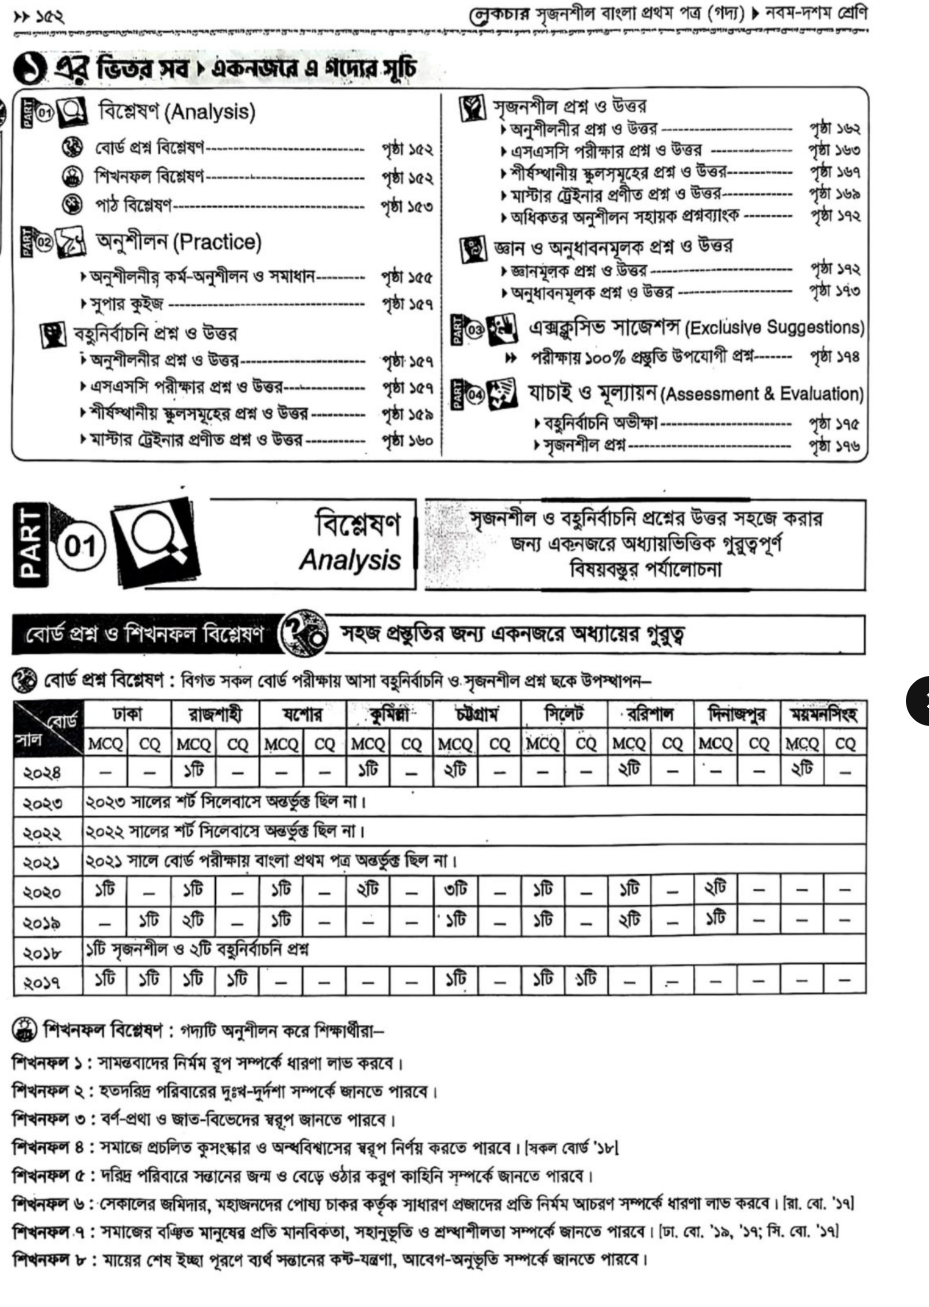 ▸▸ ১৫২
লেকচার সৃজনশীল বাংলা প্রথম পত্র (গদ্য) ▶ নবম-দশম শ্রেণি
১ এর ভিতর সব ▸ একনজরে এ গদ্যের সূচি
PART 01 বিশ্লেষণ (Analysis)
বোর্ড প্রশ্ন বিশ্লেষণ ---------- পৃষ্ঠা ১৫২
শিখনফল বিশ্লেষণ ---------- পৃষ্ঠা ১৫২
পাঠ বিশ্লেষণ ---------- পৃষ্ঠা ১৫৩
PART 02 অনুশীলন (Practice)
▸ অনুশীলনীর কর্ম-অনুশীলন ও সমাধান ---------- পৃষ্ঠা ১৫৫
▸ সুপার কুইজ ---------- পৃষ্ঠা ১৫৭
বহুনির্বাচনি প্রশ্ন ও উত্তর
▸ অনুশীলনীর প্রশ্ন ও উত্তর ---------- পৃষ্ঠা ১৫৭
▸ এসএসসি পরীক্ষার প্রশ্ন ও উত্তর ---------- পৃষ্ঠা ১৫৭
▸ শীর্ষস্থানীয় স্কুলসমূহের প্রশ্ন ও উত্তর ---------- পৃষ্ঠা ১৫৯
▸ মাস্টার ট্রেইনার প্রণীত প্রশ্ন ও উত্তর ---------- পৃষ্ঠা ১৬০
সৃজনশীল প্রশ্ন ও উত্তর
▸ অনুশীলনীর প্রশ্ন ও উত্তর ---------- পৃষ্ঠা ১৬২
▸ এসএসসি পরীক্ষার প্রশ্ন ও উত্তর ---------- পৃষ্ঠা ১৬৩
▸ শীর্ষস্থানীয় স্কুলসমূহের প্রশ্ন ও উত্তর ---------- পৃষ্ঠা ১৬৭
▸ মাস্টার ট্রেইনার প্রণীত প্রশ্ন ও উত্তর ---------- পৃষ্ঠা ১৬৯
▸ অধিকতর অনুশীলন সহায়ক প্রশ্নব্যাংক ---------- পৃষ্ঠা ১৭২
জ্ঞান ও অনুধাবনমূলক প্রশ্ন ও উত্তর
▸ জ্ঞানমূলক প্রশ্ন ও উত্তর ---------- পৃষ্ঠা ১৭২
▸ অনুধাবনমূলক প্রশ্ন ও উত্তর ---------- পৃষ্ঠা ১৭৩
PART 03 এক্সক্লুসিভ সাজেশন্স (Exclusive Suggestions)
▸▸ পরীক্ষায় ১০০% প্রস্তুতি উপযোগী প্রশ্ন ---------- পৃষ্ঠা ১৭৪
PART 04 যাচাই ও মূল্যায়ন (Assessment & Evaluation)
▸ বহুনির্বাচনি অভীক্ষা ---------- পৃষ্ঠা ১৭৫
▸ সৃজনশীল প্রশ্ন ---------- পৃষ্ঠা ১৭৬
PART 01
বিশ্লেষণ
Analysis
সৃজনশীল ও বহুনির্বাচনি প্রশ্নের উত্তর সহজে করার
জন্য একনজরে অধ্যায়ভিত্তিক গুরুত্বপূর্ণ
বিষয়বস্তুর পর্যালোচনা
বোর্ড প্রশ্ন ও শিখনফল বিশ্লেষণ
সহজ প্রস্তুতির জন্য একনজরে অধ্যায়ের গুরুত্ব
বোর্ড প্রশ্ন বিশ্লেষণ : বিগত সকল বোর্ড পরীক্ষায় আসা বহুনির্বাচনি ও সৃজনশীল প্রশ্ন ছকে উপস্থাপন–
বোর্ড ঢাকা রাজশাহী যশোর কুমিল্লা চট্টগ্রাম সিলেট বরিশাল দিনাজপুর ময়মনসিংহ
সাল MCQ CQ MCQ CQ MCQ CQ MCQ CQ MCQ CQ MCQ CQ MCQ CQ MCQ CQ MCQ CQ
২০২৪ – – ১টি – – – ১টি – ২টি – – – ২টি – – – ২টি –
২০২৩ ২০২৩ সালের শর্ট সিলেবাসে অন্তর্ভুক্ত ছিল না।
২০২২ ২০২২ সালের শর্ট সিলেবাসে অন্তর্ভুক্ত ছিল না।
২০২১ ২০২১ সালে বোর্ড পরীক্ষায় বাংলা প্রথম পত্র অন্তর্ভুক্ত ছিল না।
২০২০ ১টি – ১টি – ১টি – ২টি – ৩টি – ১টি – ১টি – ২টি – – –
২০১৯ – ১টি ২টি – ১টি – – – ১টি – ১টি – ২টি – ১টি – – –
২০১৮ ১টি সৃজনশীল ও ২টি বহুনির্বাচনি প্রশ্ন
২০১৭ ১টি ১টি ১টি ১টি – – – – ১টি – ১টি ১টি – – – – – –
শিখনফল বিশ্লেষণ : গদ্যটি অনুশীলন করে শিক্ষার্থীরা–
শিখনফল ১ : সামন্তবাদের নির্মম রূপ সম্পর্কে ধারণা লাভ করবে।
শিখনফল ২ : হতদরিদ্র পরিবারের দুঃখ-দুর্দশা সম্পর্কে জানতে পারবে।
শিখনফল ৩ : বর্ণ-প্রথা ও জাত-বিভেদের স্বরূপ জানতে পারবে।
শিখনফল ৪ : সমাজে প্রচলিত কুসংস্কার ও অন্ধবিশ্বাসের স্বরূপ নির্ণয় করতে পারবে। [সকল বোর্ড '১৮]
শিখনফল ৫ : দরিদ্র পরিবারে সন্তানের জন্ম ও বেড়ে ওঠার করুণ কাহিনি সম্পর্কে জানতে পারবে।
শিখনফল ৬ : সেকালের জমিদার, মহাজনদের পোষ্য চাকর কর্তৃক সাধারণ প্রজাদের প্রতি নির্মম আচরণ সম্পর্কে ধারণা লাভ করবে। [রা. বো. '১৭]
শিখনফল ৭ : সমাজের বঞ্চিত মানুষের প্রতি মানবিকতা, সহানুভূতি ও শ্রদ্ধাশীলতা সম্পর্কে জানতে পারবে। [ঢা. বো. '১৯, '১৭; সি. বো. '১৭]
শিখনফল ৮ : মায়ের শেষ ইচ্ছা পূরণে ব্যর্থ সন্তানের কষ্ট-যন্ত্রণা, আবেগ-অনুভূতি সম্পর্কে জানতে পারবে।